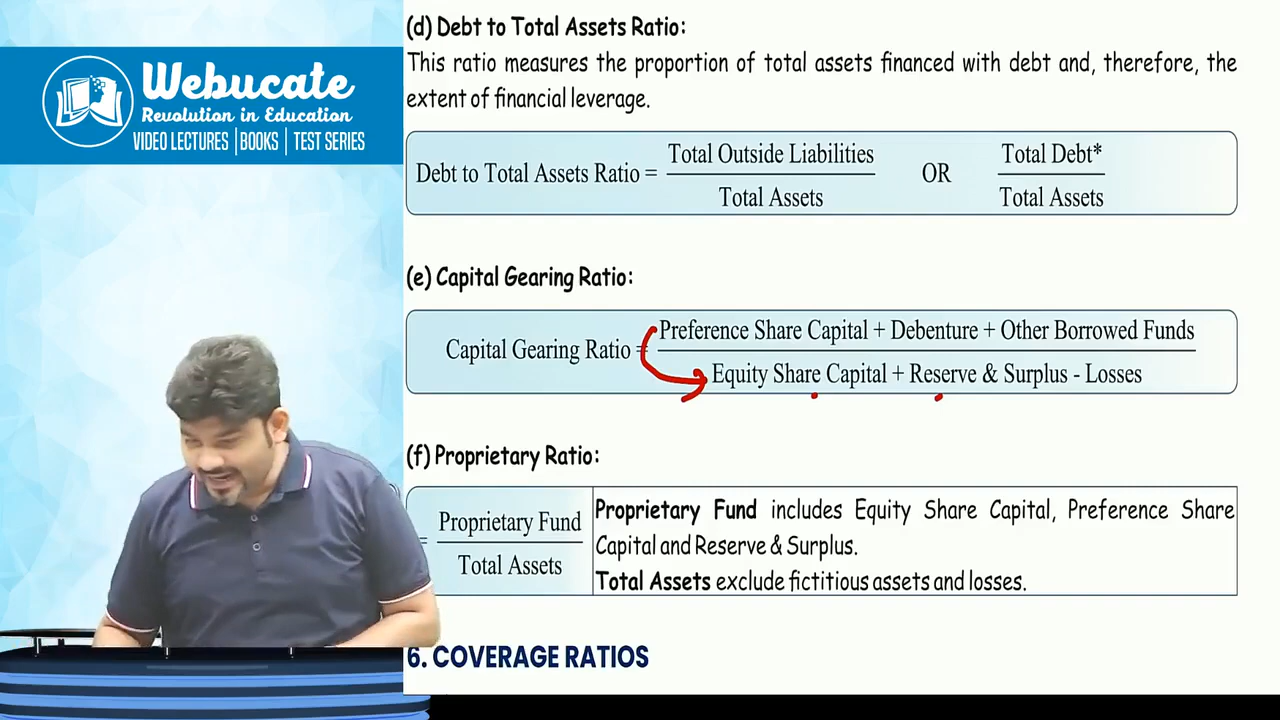 Webucate
Revolution in Education
VIDEO LECTURES | BOOKS | TEST SERIES
(d) Debt to Total Assets Ratio:
This ratio measures the proportion of total assets financed with debt and, therefore, the
extent of financial leverage.
Debt to Total Assets Ratio = Total Outside Liabilities / Total Assets OR Total Debt* / Total Assets
(e) Capital Gearing Ratio:
Capital Gearing Ratio = Preference Share Capital + Debenture + Other Borrowed Funds
Equity Share Capital + Reserve & Surplus - Losses
(f) Proprietary Ratio:
= Proprietary Fund
Total Assets
Proprietary Fund includes Equity Share Capital, Preference Share
Capital and Reserve & Surplus.
Total Assets exclude fictitious assets and losses.
6. COVERAGE RATIOS